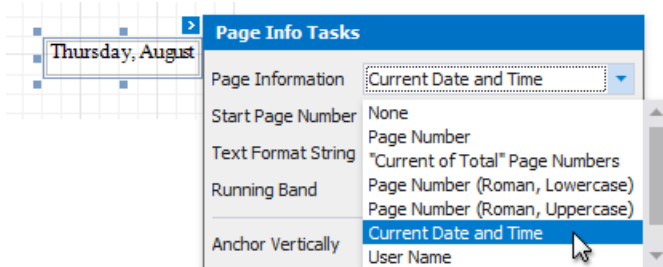 Thursday, August
Page Info Tasks
Page Information Current Date and Time
Start Page Number
Text Format String
Running Band
Anchor Vertically
None
Page Number
"Current of Total" Page Numbers
Page Number (Roman, Lowercase)
Page Number (Roman, Uppercase)
Current Date and Time
User Name